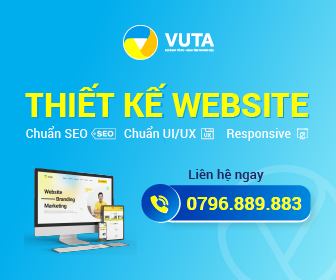 VUTA
THIẾT KẾ WEBSITE
Chuẩn SEO SEO Chuẩn UI/UX UX Responsive
Liên hệ ngay
0796.889.883
Website
Branding
Marketing